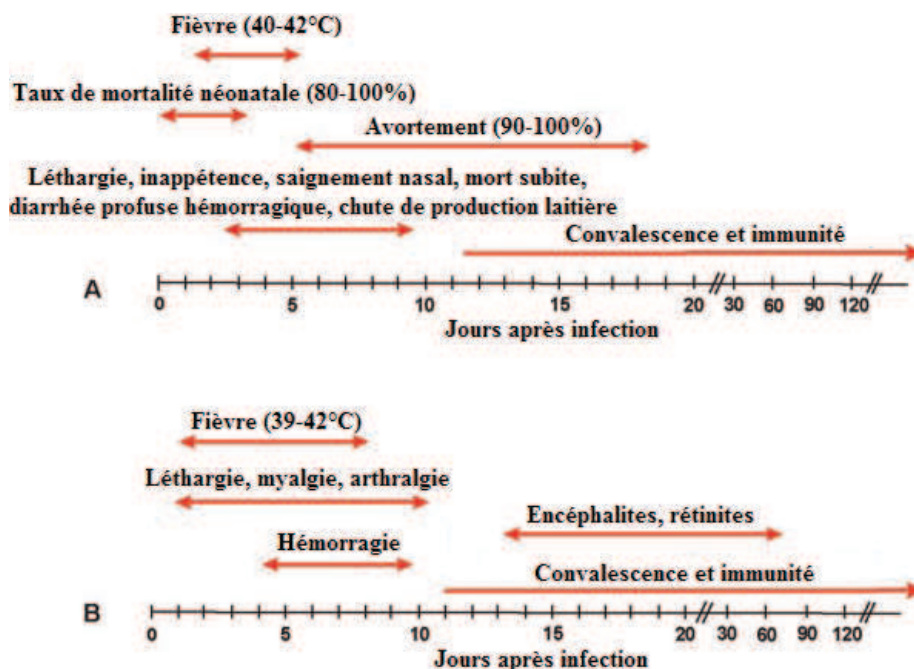 Fièvre (40-42°C)
Taux de mortalité néonatale (80-100%)
Avortement (90-100%)
Léthargie, inappétence, saignement nasal, mort subite,
diarrhée profuse hémorragique, chute de production laitière
Convalescence et immunité
A
0 5 10 15 20 30 60 90 120
Jours après infection
Fièvre (39-42°C)
Léthargie, myalgie, arthralgie
Encéphalites, rétinites
Hémorragie
Convalescence et immunité
B
0 5 10 15 20 30 60 90 120
Jours après infection